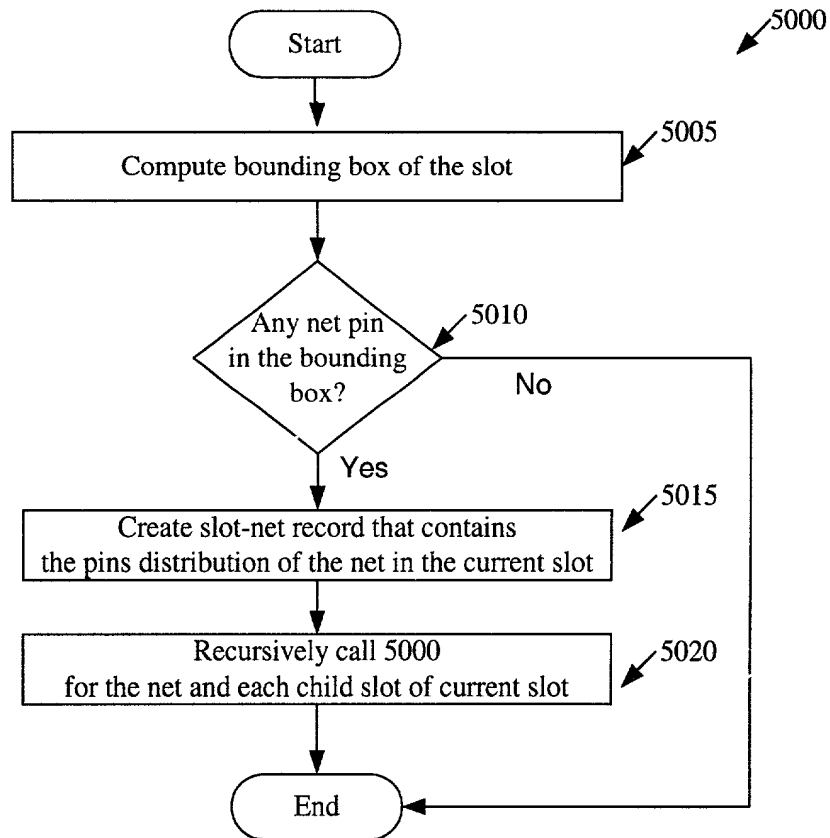 Start
5000
Compute bounding box of the slot
5005
Any net pin
in the bounding
box?
5010
No
Yes
Create slot-net record that contains
the pins distribution of the net in the current slot
5015
Recursively call 5000
for the net and each child slot of current slot
5020
End